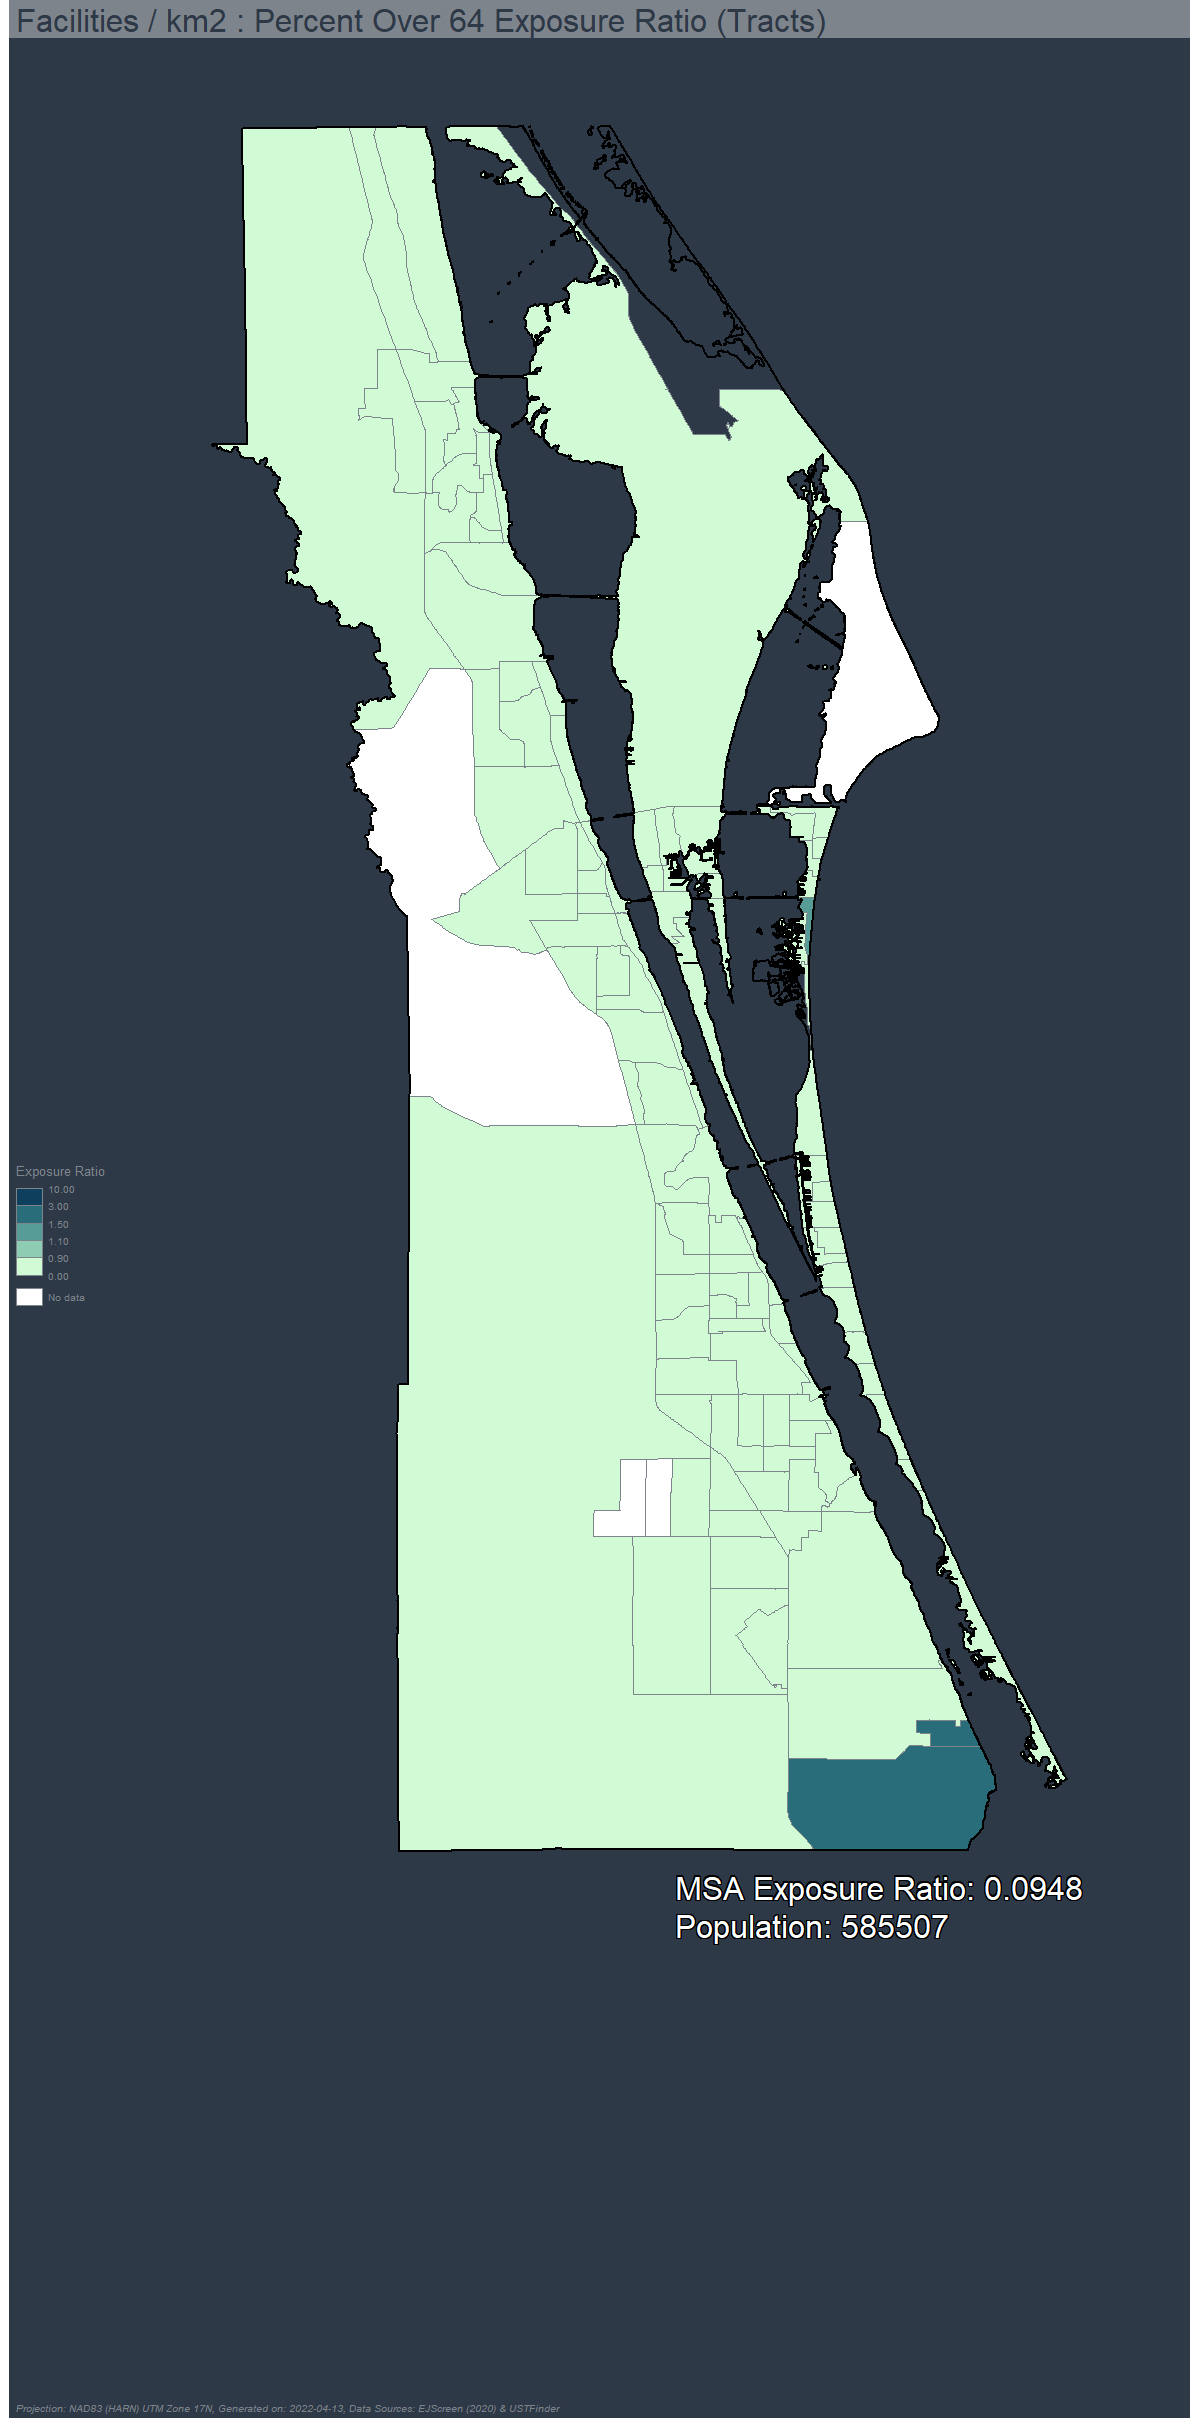 Facilities / km2 : Percent Over 64 Exposure Ratio (Tracts)
Exposure Ratio
10.00
3.00
1.50
1.10
0.90
0.00
No data
MSA Exposure Ratio: 0.0948
Population: 585507
Projection: NAD83 (HARN) UTM Zone 17N, Generated on: 2022-04-13, Data Sources: EJScreen (2020) & USTFinder